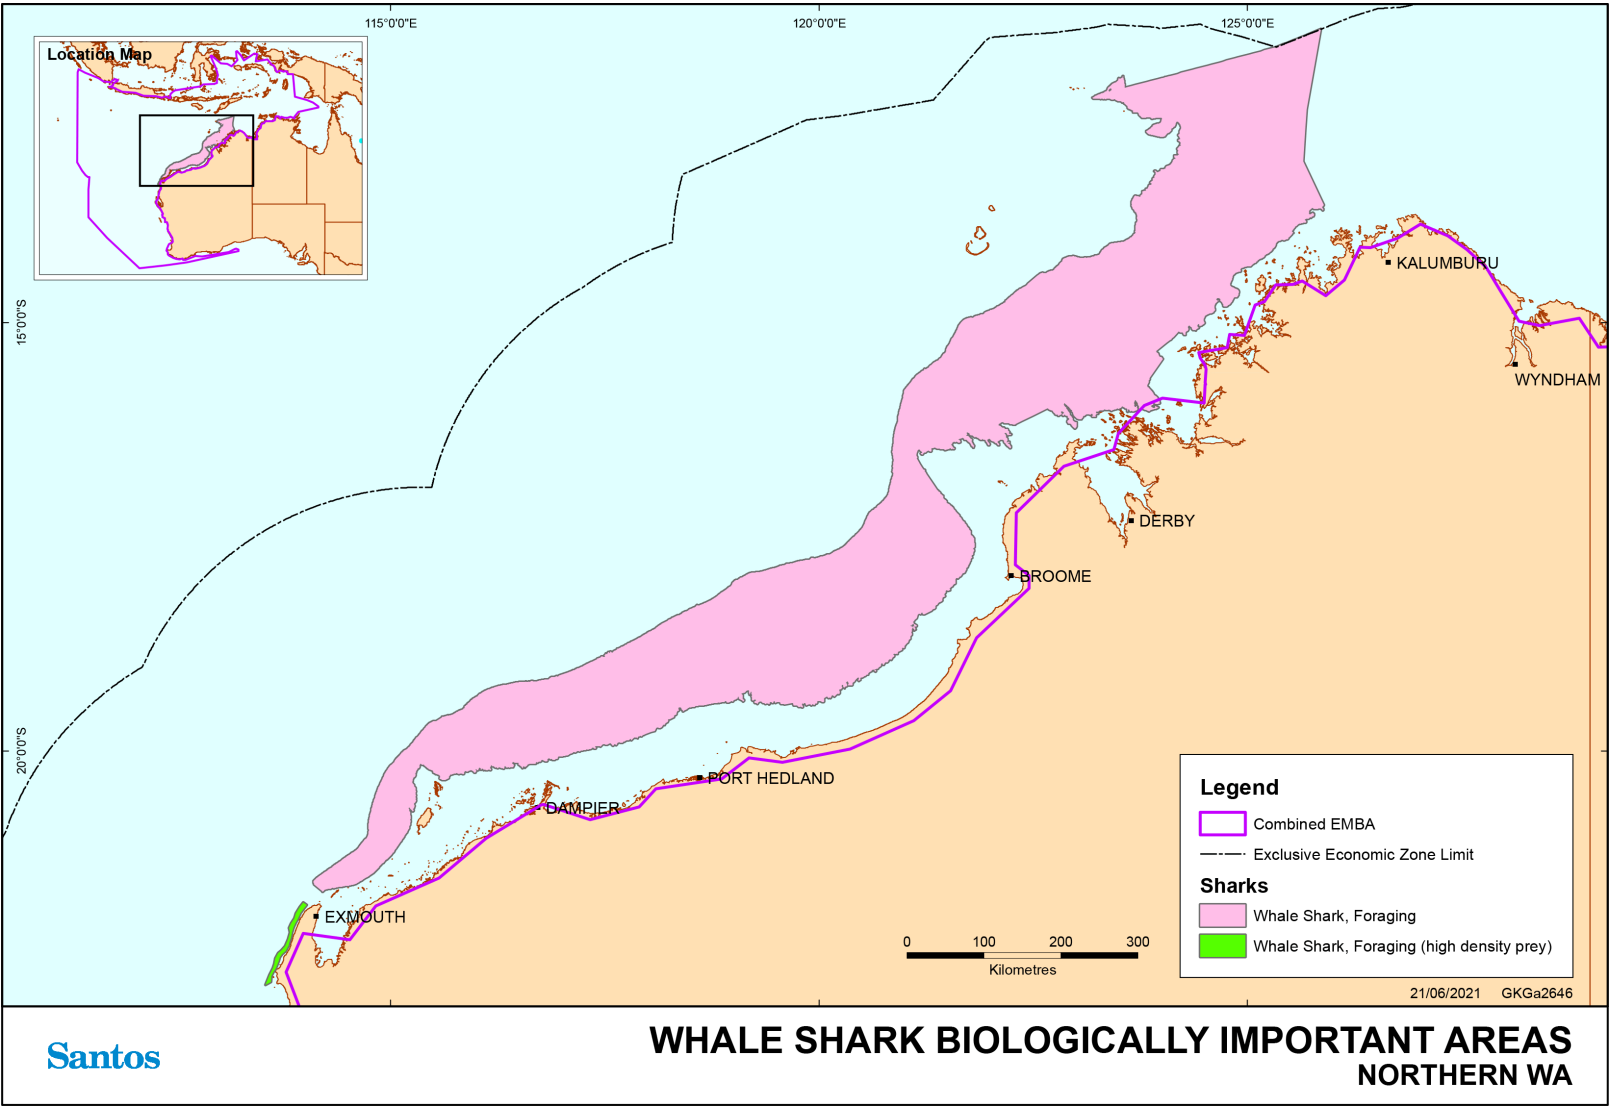 115°0'0"E
120°0'0"E
125°0'0"E
Location Map
15°0'0"S
20°0'0"S
KALUMBURU
WYNDHAM
DERBY
BROOME
PORT HEDLAND
DAMPIER
EXMOUTH
0 100 200 300
Kilometres
Legend
Combined EMBA
Exclusive Economic Zone Limit
Sharks
Whale Shark, Foraging
Whale Shark, Foraging (high density prey)
21/06/2021 GKGa2646
Santos
WHALE SHARK BIOLOGICALLY IMPORTANT AREAS
NORTHERN WA